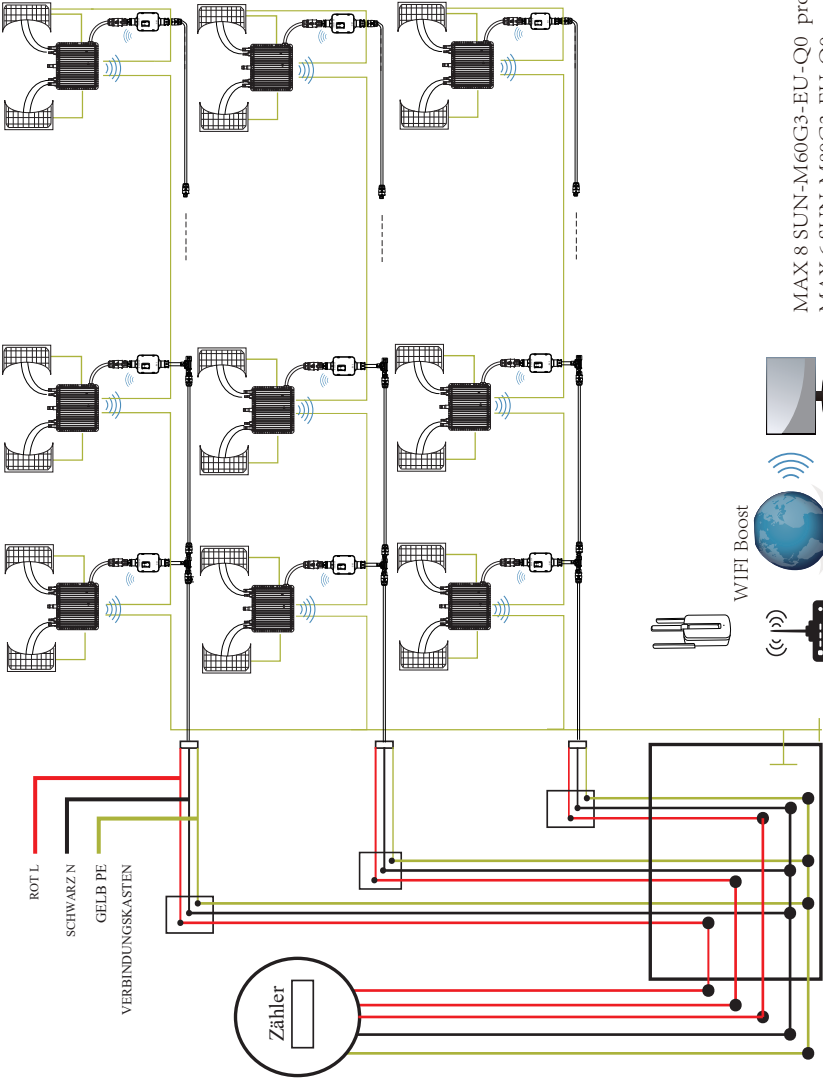 ROT L
SCHWARZ N
GELB PE
VERBINDUNGSKASTEN
Zähler
WIFI Boost
MAX 8 SUN-M60G3-EU-Q0